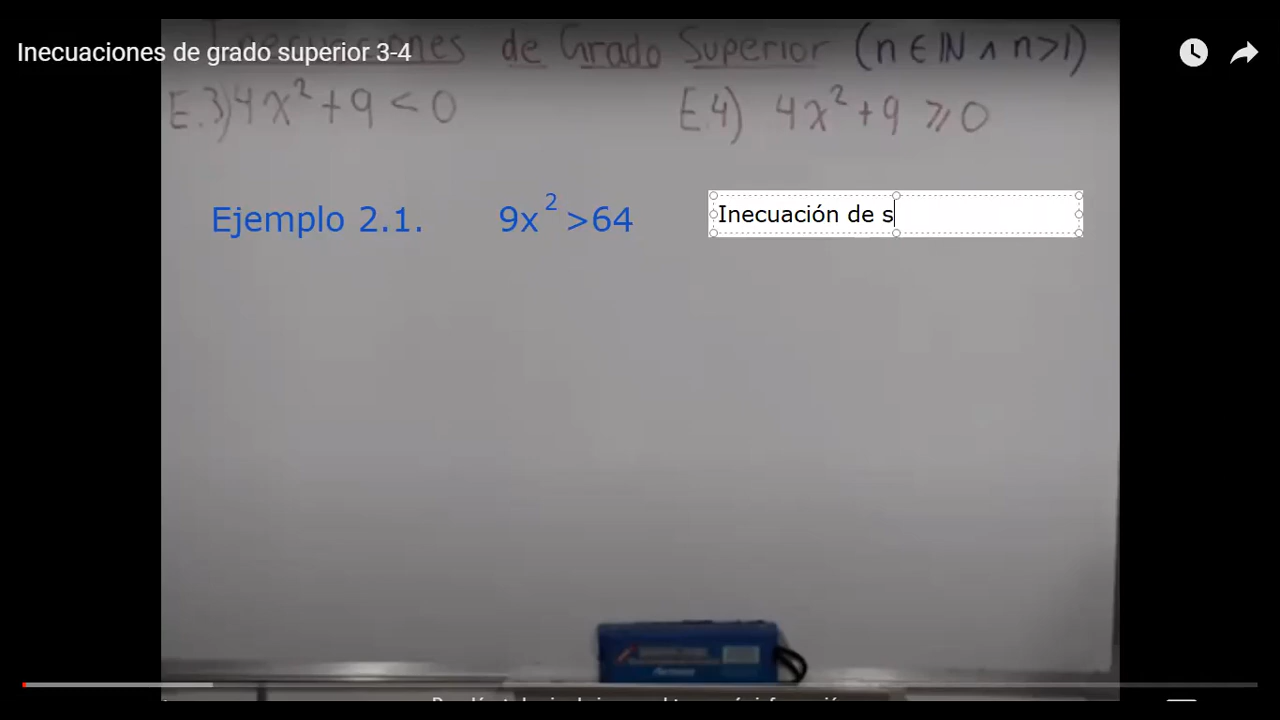 Inecuaciones de grado superior 3-4
Inecuaciones de Grado Superior (n ∈ ℕ ∧ n>1)
E.3) 4x² + 9 < 0
E.4) 4x² + 9 ⩾ 0
Ejemplo 2.1. 9x² >64
Inecuación de s